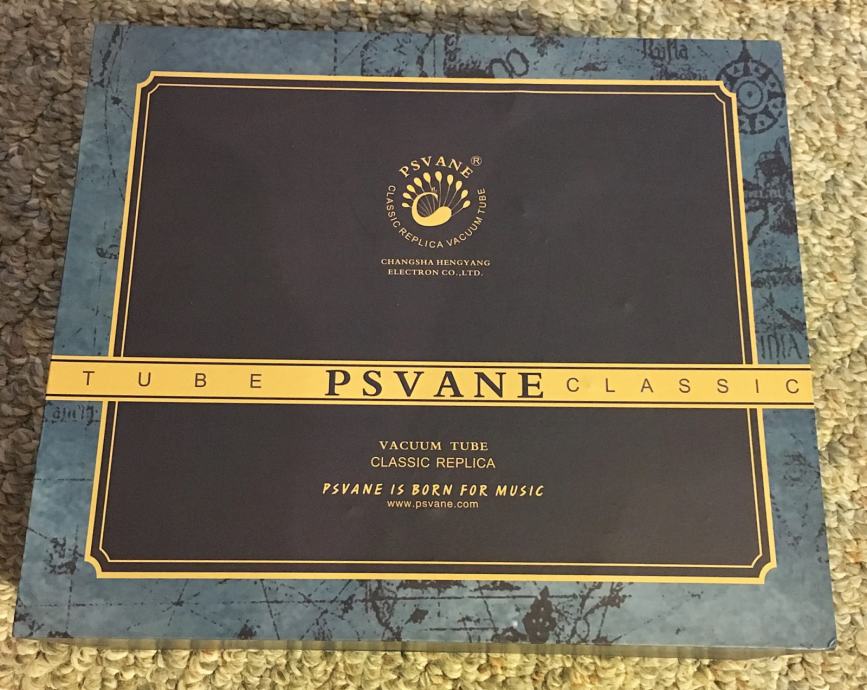 PSVANE®
CLASSIC REPLICA VACUUM TUBE
CHANGSHA HENGYANG
ELECTRON CO.,LTD.
TUBE PSVANE CLASSIC
VACUUM TUBE
CLASSIC REPLICA
PSVANE IS BORN FOR MUSIC
www.psvane.com